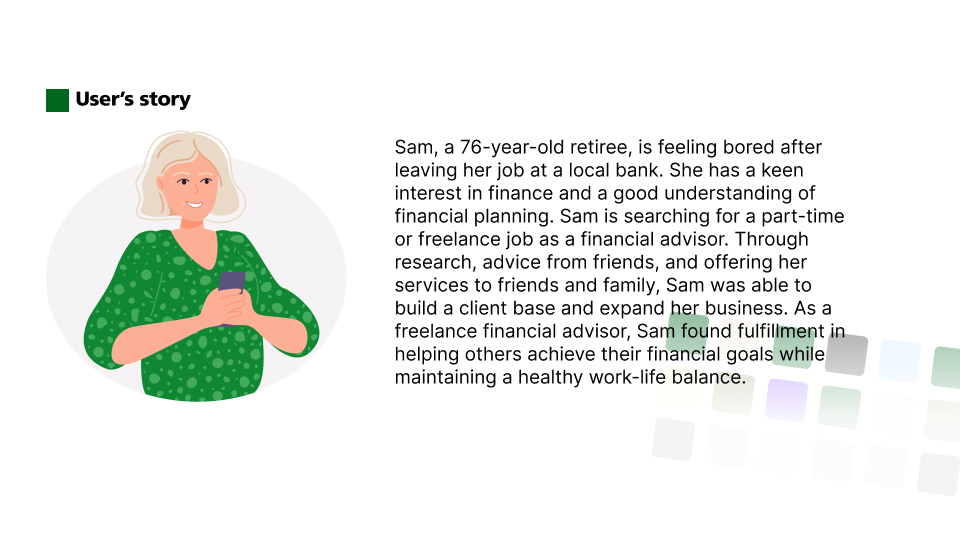 User’s story
Sam, a 76-year-old retiree, is feeling bored after
leaving her job at a local bank. She has a keen
interest in finance and a good understanding of
financial planning. Sam is searching for a part-time
or freelance job as a financial advisor. Through
research, advice from friends, and offering her
services to friends and family, Sam was able to
build a client base and expand her business. As a
freelance financial advisor, Sam found fulfillment in
helping others achieve their financial goals while
maintaining a healthy work-life balance.